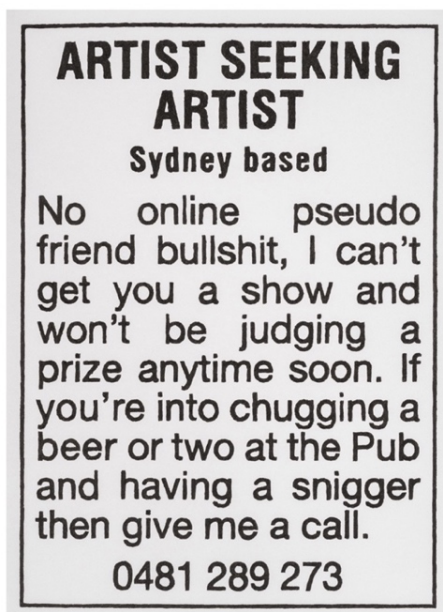 ARTIST SEEKING
ARTIST
Sydney based
No online pseudo
friend bullshit, I can't
get you a show and
won't be judging a
prize anytime soon. If
you're into chugging a
beer or two at the Pub
and having a snigger
then give me a call.
0481 289 273